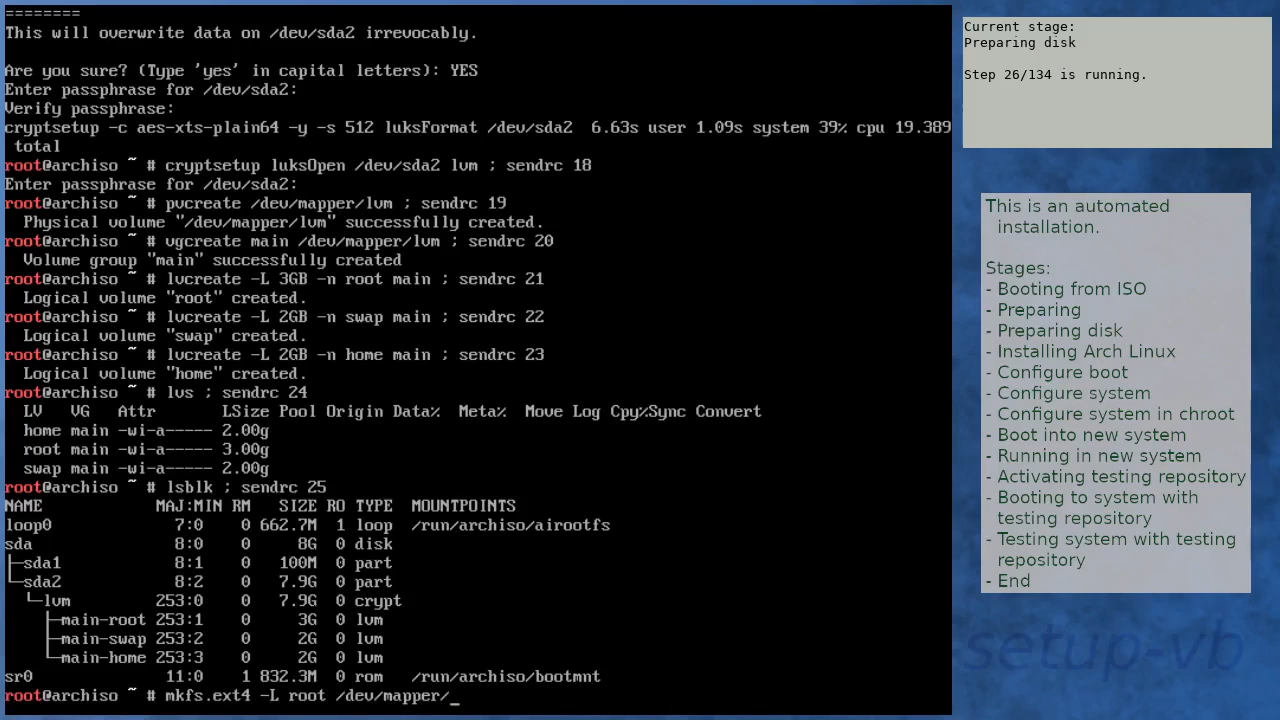 ========
This will overwrite data on /dev/sda2 irrevocably.
Are you sure? (Type 'yes' in capital letters): YES
Enter passphrase for /dev/sda2:
Verify passphrase:
cryptsetup -c aes-xts-plain64 -y -s 512 luksFormat /dev/sda2  6.63s user 1.09s system 39% cpu 19.389
 total
root@archiso ~ # cryptsetup luksOpen /dev/sda2 lvm ; sendrc 18
Enter passphrase for /dev/sda2:
root@archiso ~ # pvcreate /dev/mapper/lvm ; sendrc 19
  Physical volume "/dev/mapper/lvm" successfully created.
root@archiso ~ # vgcreate main /dev/mapper/lvm ; sendrc 20
  Volume group "main" successfully created
root@archiso ~ # lvcreate -L 3GB -n root main ; sendrc 21
  Logical volume "root" created.
root@archiso ~ # lvcreate -L 2GB -n swap main ; sendrc 22
  Logical volume "swap" created.
root@archiso ~ # lvcreate -L 2GB -n home main ; sendrc 23
  Logical volume "home" created.
root@archiso ~ # lvs ; sendrc 24
  LV   VG   Attr       LSize Pool Origin Data%  Meta%  Move Log Cpy%Sync Convert
  home main -wi-a----- 2.00g
  root main -wi-a----- 3.00g
  swap main -wi-a----- 2.00g
root@archiso ~ # lsblk ; sendrc 25
NAME            MAJ:MIN RM   SIZE RO TYPE  MOUNTPOINTS
loop0             7:0    0 662.7M  1 loop  /run/archiso/airootfs
sda               8:0    0     8G  0 disk
├─sda1            8:1    0   100M  0 part
└─sda2            8:2    0   7.9G  0 part
  └─lvm         253:0    0   7.9G  0 crypt
    ├─main-root 253:1    0     3G  0 lvm
    ├─main-swap 253:2    0     2G  0 lvm
    └─main-home 253:3    0     2G  0 lvm
sr0              11:0    1 832.3M  0 rom   /run/archiso/bootmnt
root@archiso ~ # mkfs.ext4 -L root /dev/mapper/_
Current stage:
Preparing disk
Step 26/134 is running.
This is an automated
installation.
Stages:
- Booting from ISO
- Preparing
- Preparing disk
- Installing Arch Linux
- Configure boot
- Configure system
- Configure system in chroot
- Boot into new system
- Running in new system
- Activating testing repository
- Booting to system with
testing repository
- Testing system with testing
repository
- End
setup-vb